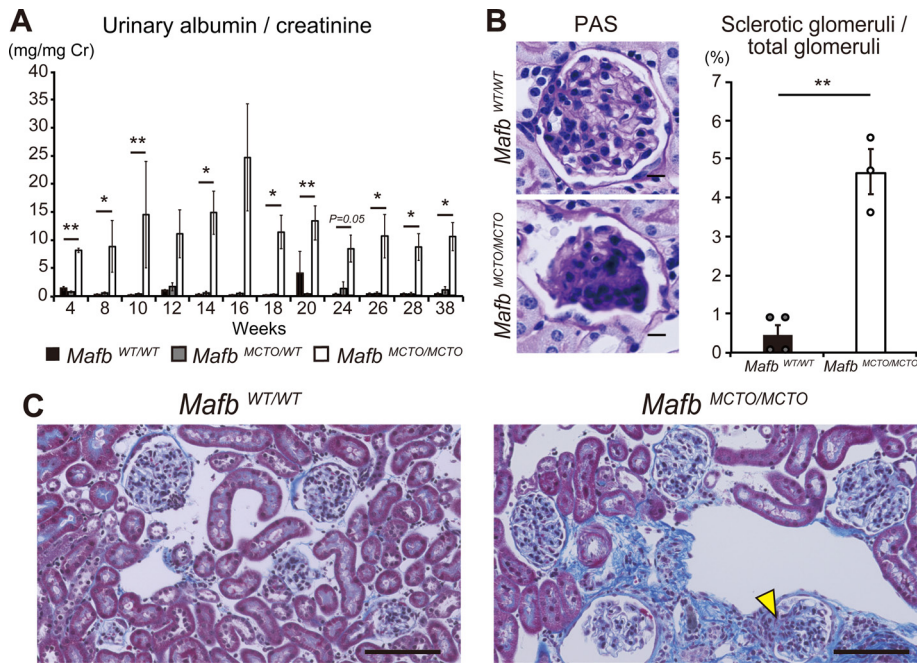 A
Urinary albumin / creatinine
(mg/mg Cr)
40
35
30
25
20
15
10
5
0
** * ** * * ** P=0.05 * * *
4 8 10 12 14 16 18 20 24 26 28 38
Weeks
Mafb WT/WT Mafb MCTO/WT Mafb MCTO/MCTO
B
PAS
Mafb WT/WT
Mafb MCTO/MCTO
Sclerotic glomeruli /
total glomeruli
(%)
7
6
5
4
3
2
1
0
**
Mafb WT/WT Mafb MCTO/MCTO
C
Mafb WT/WT Mafb MCTO/MCTO